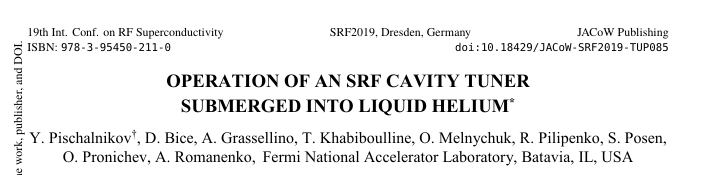 19th Int. Conf. on RF Superconductivity SRF2019, Dresden, Germany JACoW Publishing
ISBN: 978-3-95450-211-0 doi:10.18429/JACoW-SRF2019-TUP085
OPERATION OF AN SRF CAVITY TUNER
SUBMERGED INTO LIQUID HELIUM*
Y. Pischalnikov†, D. Bice, A. Grassellino, T. Khabiboulline, O. Melnychuk, R. Pilipenko, S. Posen,
O. Pronichev, A. Romanenko, Fermi National Accelerator Laboratory, Batavia, IL, USA
work, publisher, and DOI.